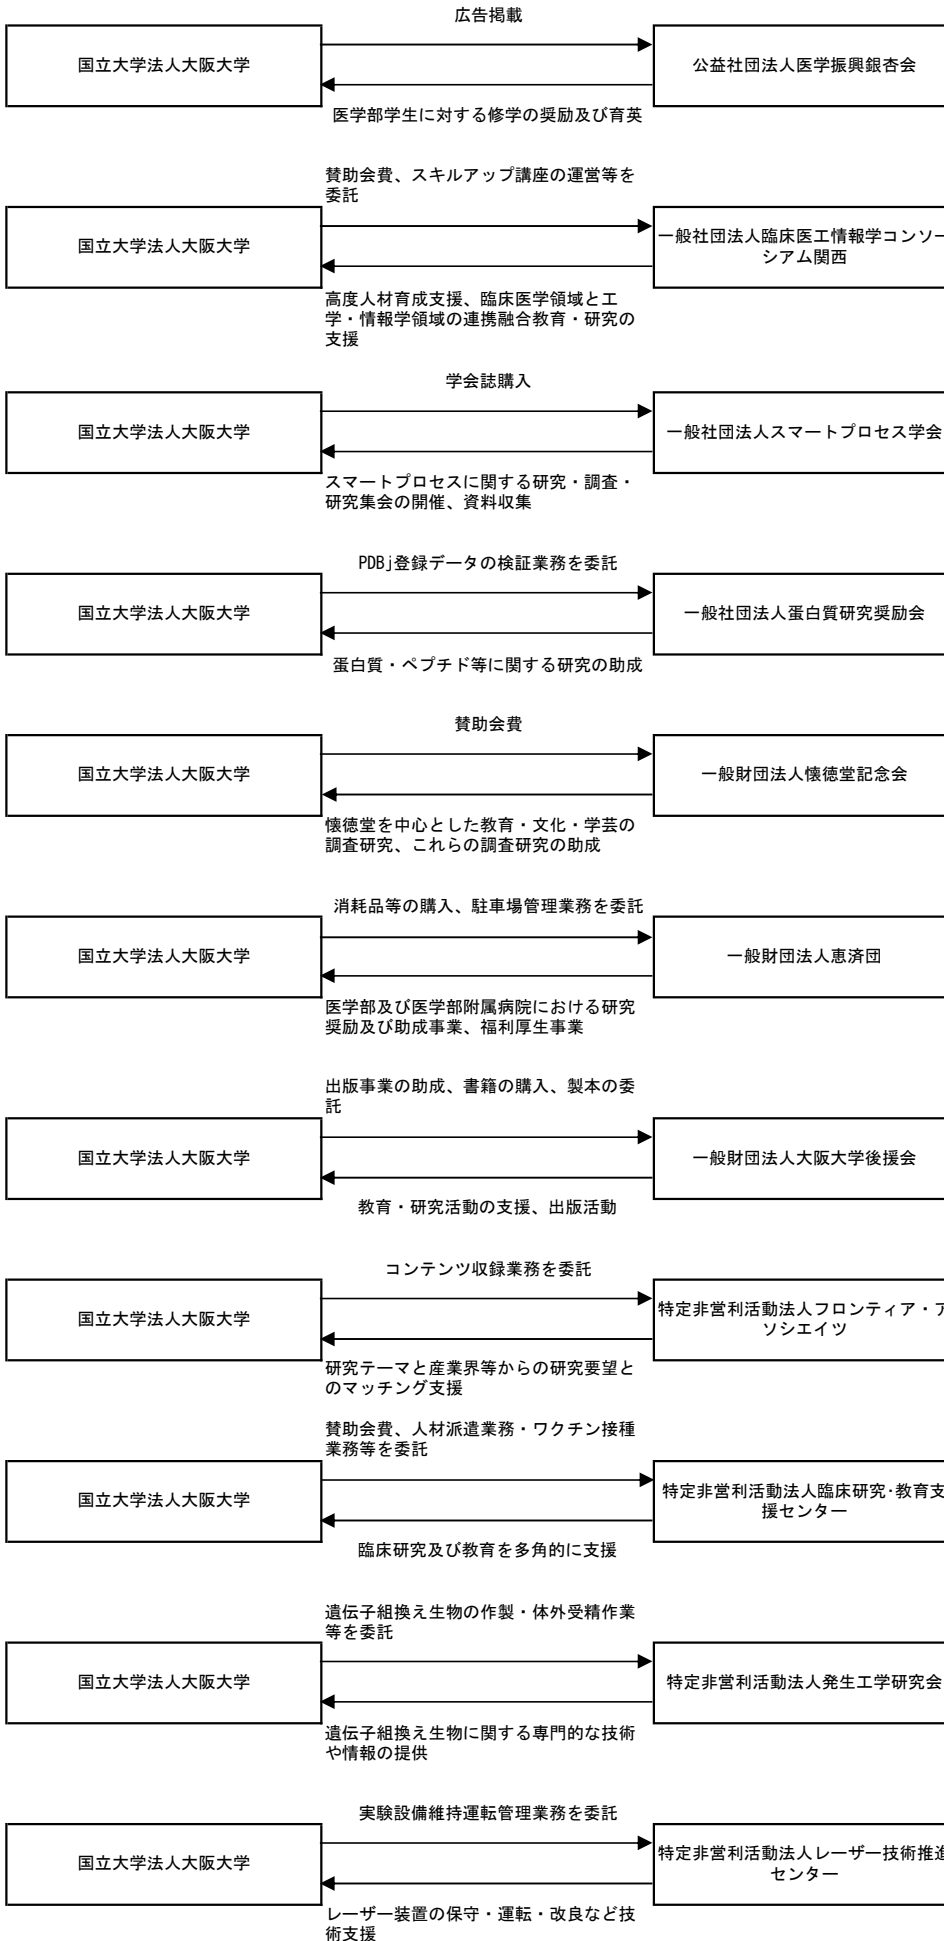 広告掲載
国立大学法人大阪大学
公益社団法人医学振興銀杏会
医学部学生に対する修学の奨励及び育英
賛助会費、スキルアップ講座の運営等を
委託
国立大学法人大阪大学
一般社団法人臨床医工情報学コンソー
シアム関西
高度人材育成支援、臨床医学領域と工
学・情報学領域の連携融合教育・研究の
支援
学会誌購入
国立大学法人大阪大学
一般社団法人スマートプロセス学会
スマートプロセスに関する研究・調査・
研究集会の開催、資料収集
PDBj登録データの検証業務を委託
国立大学法人大阪大学
一般社団法人蛋白質研究奨励会
蛋白質・ペプチド等に関する研究の助成
賛助会費
国立大学法人大阪大学
一般財団法人懐徳堂記念会
懐徳堂を中心とした教育・文化・学芸の
調査研究、これらの調査研究の助成
消耗品等の購入、駐車場管理業務を委託
国立大学法人大阪大学
一般財団法人恵済団
医学部及び医学部附属病院における研究
奨励及び助成事業、福利厚生事業
出版事業の助成、書籍の購入、製本の委
託
国立大学法人大阪大学
一般財団法人大阪大学後援会
教育・研究活動の支援、出版活動
コンテンツ収録業務を委託
国立大学法人大阪大学
特定非営利活動法人フロンティア・ア
ソシエイツ
研究テーマと産業界等からの研究要望と
のマッチング支援
賛助会費、人材派遣業務・ワクチン接種
業務等を委託
国立大学法人大阪大学
特定非営利活動法人臨床研究・教育支
援センター
臨床研究及び教育を多角的に支援
遺伝子組換え生物の作製・体外受精作業
等を委託
国立大学法人大阪大学
特定非営利活動法人発生工学研究会
遺伝子組換え生物に関する専門的な技術
や情報の提供
実験設備維持運転管理業務を委託
国立大学法人大阪大学
特定非営利活動法人レーザー技術推進
センター
レーザー装置の保守・運転・改良など技
術支援